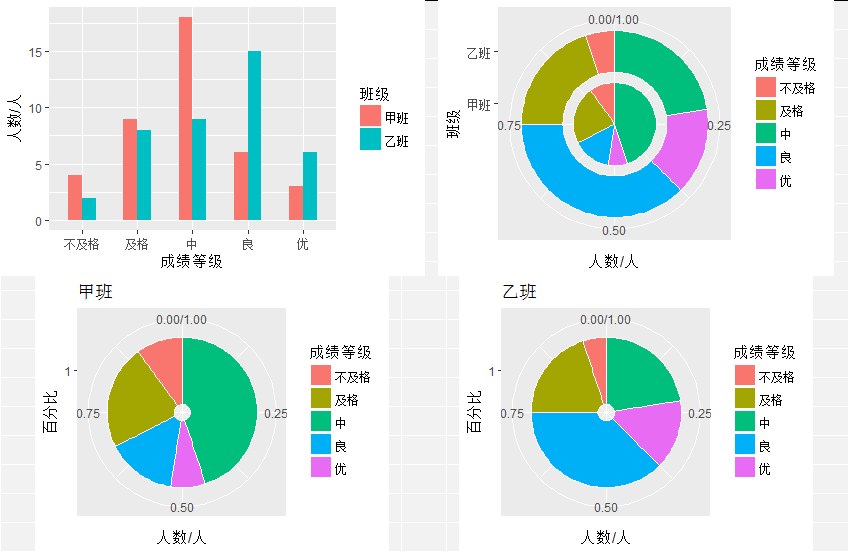 人数/人
15
10
5
0
不及格 及格 中 良 优
成绩等级
班级
甲班
乙班
班级
乙班
甲班
0.00/1.00
0.75
0.25
0.50
人数/人
成绩等级
不及格
及格
中
良
优
甲班
百分比
1
0.00/1.00
0.75
0.25
0.50
人数/人
成绩等级
不及格
及格
中
良
优
乙班
百分比
1
0.00/1.00
0.75
0.25
0.50
人数/人
成绩等级
不及格
及格
中
良
优